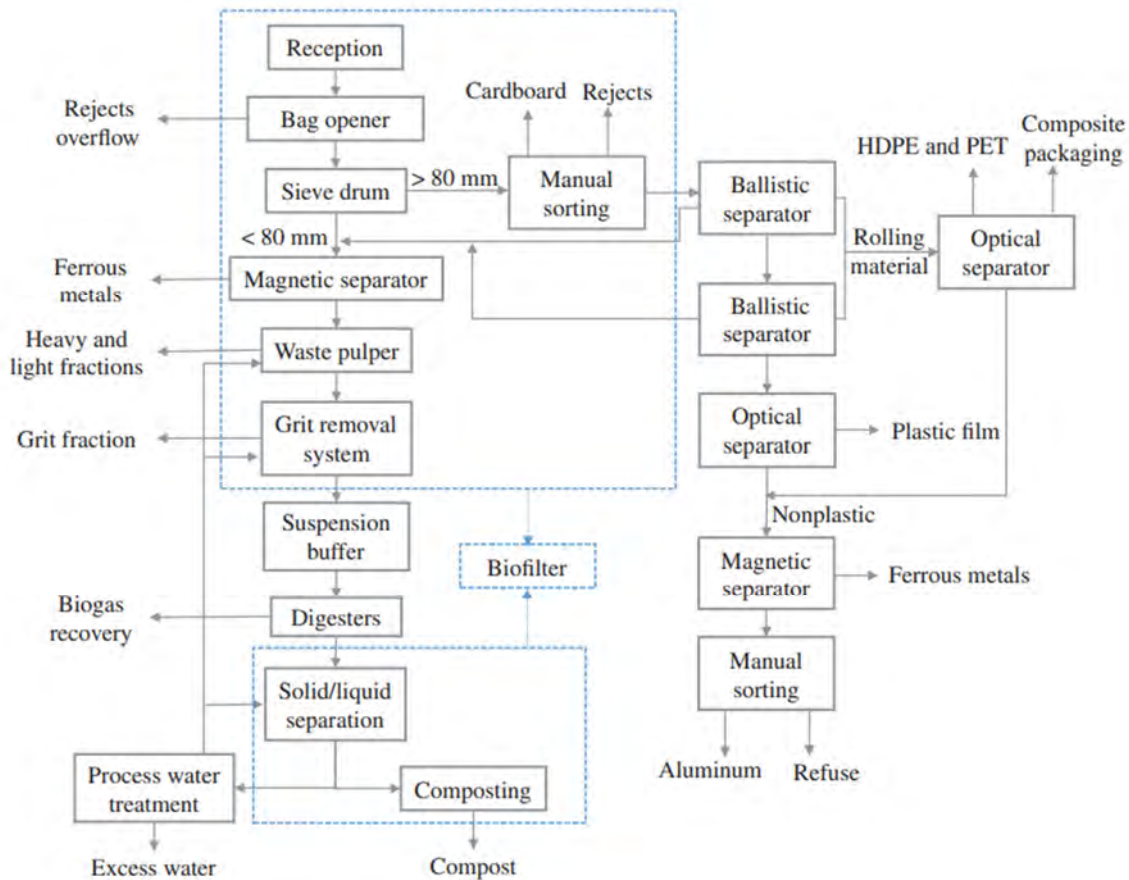 Reception
Cardboard
Rejects
Rejects
overflow
Bag opener
HDPE and PET
Composite
packaging
Sieve drum
> 80 mm
Manual
sorting
Ballistic
separator
< 80 mm
Rolling
material
Optical
separator
Ferrous
metals
Magnetic separator
Ballistic
separator
Heavy and
light fractions
Waste pulper
Grit fraction
Grit removal
system
Optical
separator
Plastic film
Suspension
buffer
Nonplastic
Biofilter
Magnetic
separator
Ferrous metals
Biogas
recovery
Digesters
Solid/liquid
separation
Manual
sorting
Process water
treatment
Composting
Aluminum
Refuse
Excess water
Compost